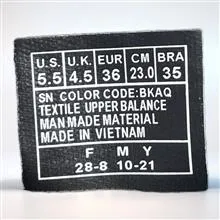 U.S. U.K. EUR CM BRA
5.5 4.5 36 23.0 35
SN COLOR CODE:BKAQ
TEXTILE UPPER BALANCE
MAN MADE MATERIAL
MADE IN VIETNAM
F M Y
28-8 10-21